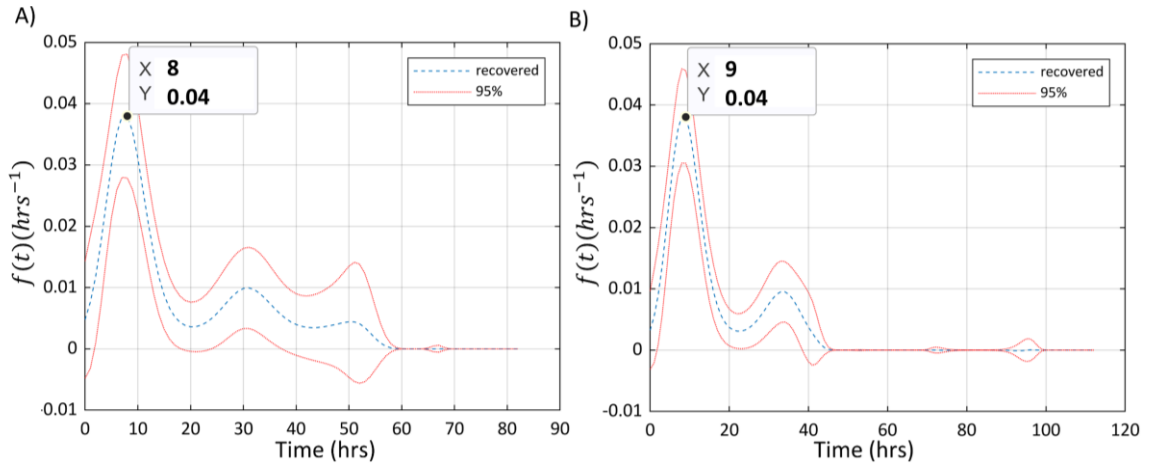 A)
0.05
0.04
0.03
0.02
0.01
0
-0.01
f(t)(hrs⁻¹)
X 8
Y 0.04
recovered
95%
0 10 20 30 40 50 60 70 80 90
Time (hrs)
B)
0.05
0.04
0.03
0.02
0.01
0
-0.01
f(t)(hrs⁻¹)
X 9
Y 0.04
recovered
95%
0 20 40 60 80 100 120
Time (hrs)